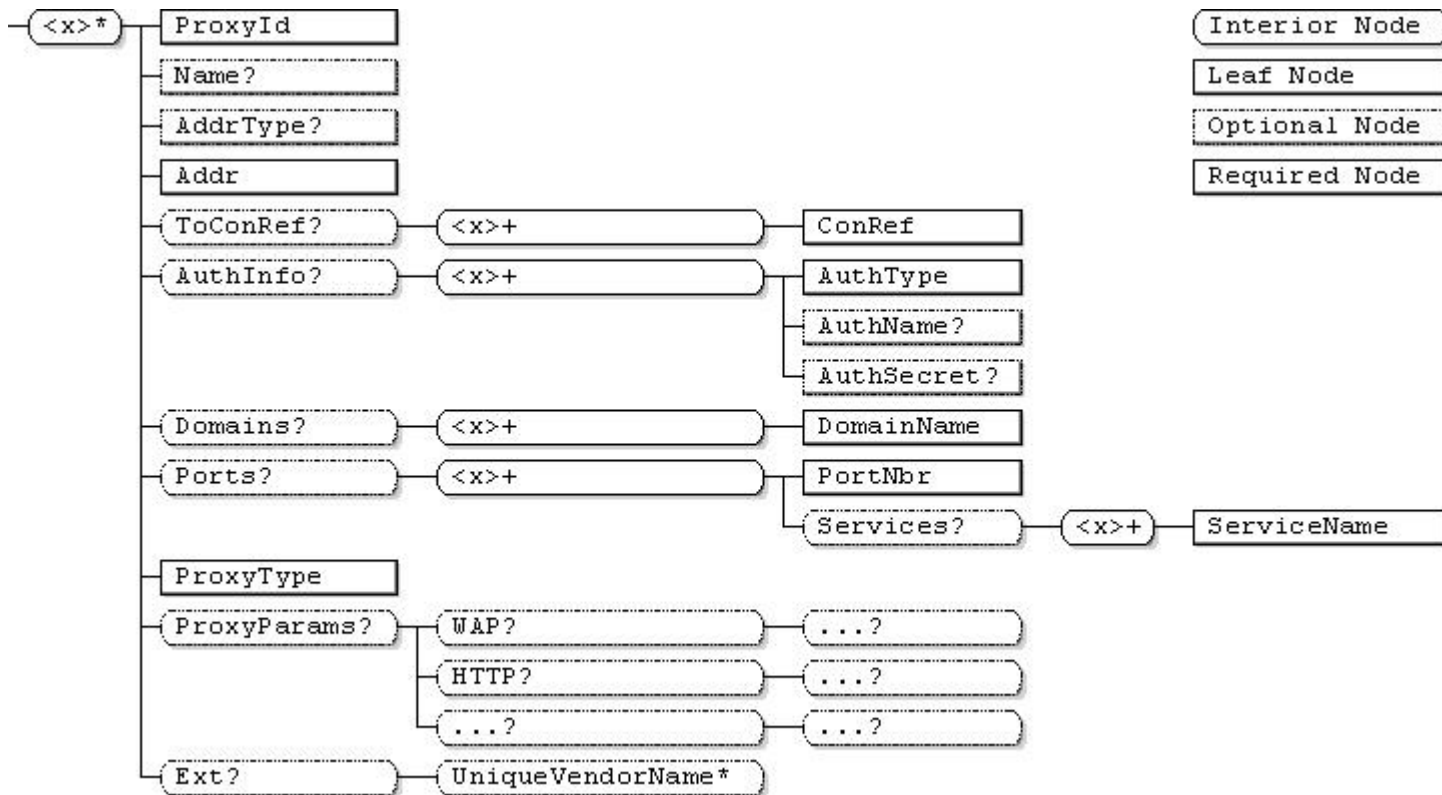 <x>* ProxyId Interior Node
Name? Leaf Node
AddrType? Optional Node
Addr Required Node
ToConRef? <x>+ ConRef
AuthInfo? <x>+ AuthType
AuthName?
AuthSecret?
Domains? <x>+ DomainName
Ports? <x>+ PortNbr
Services? <x>+ ServiceName
ProxyType
ProxyParams? WAP? ...?
HTTP? ...?
...? ...?
Ext? UniqueVendorName*